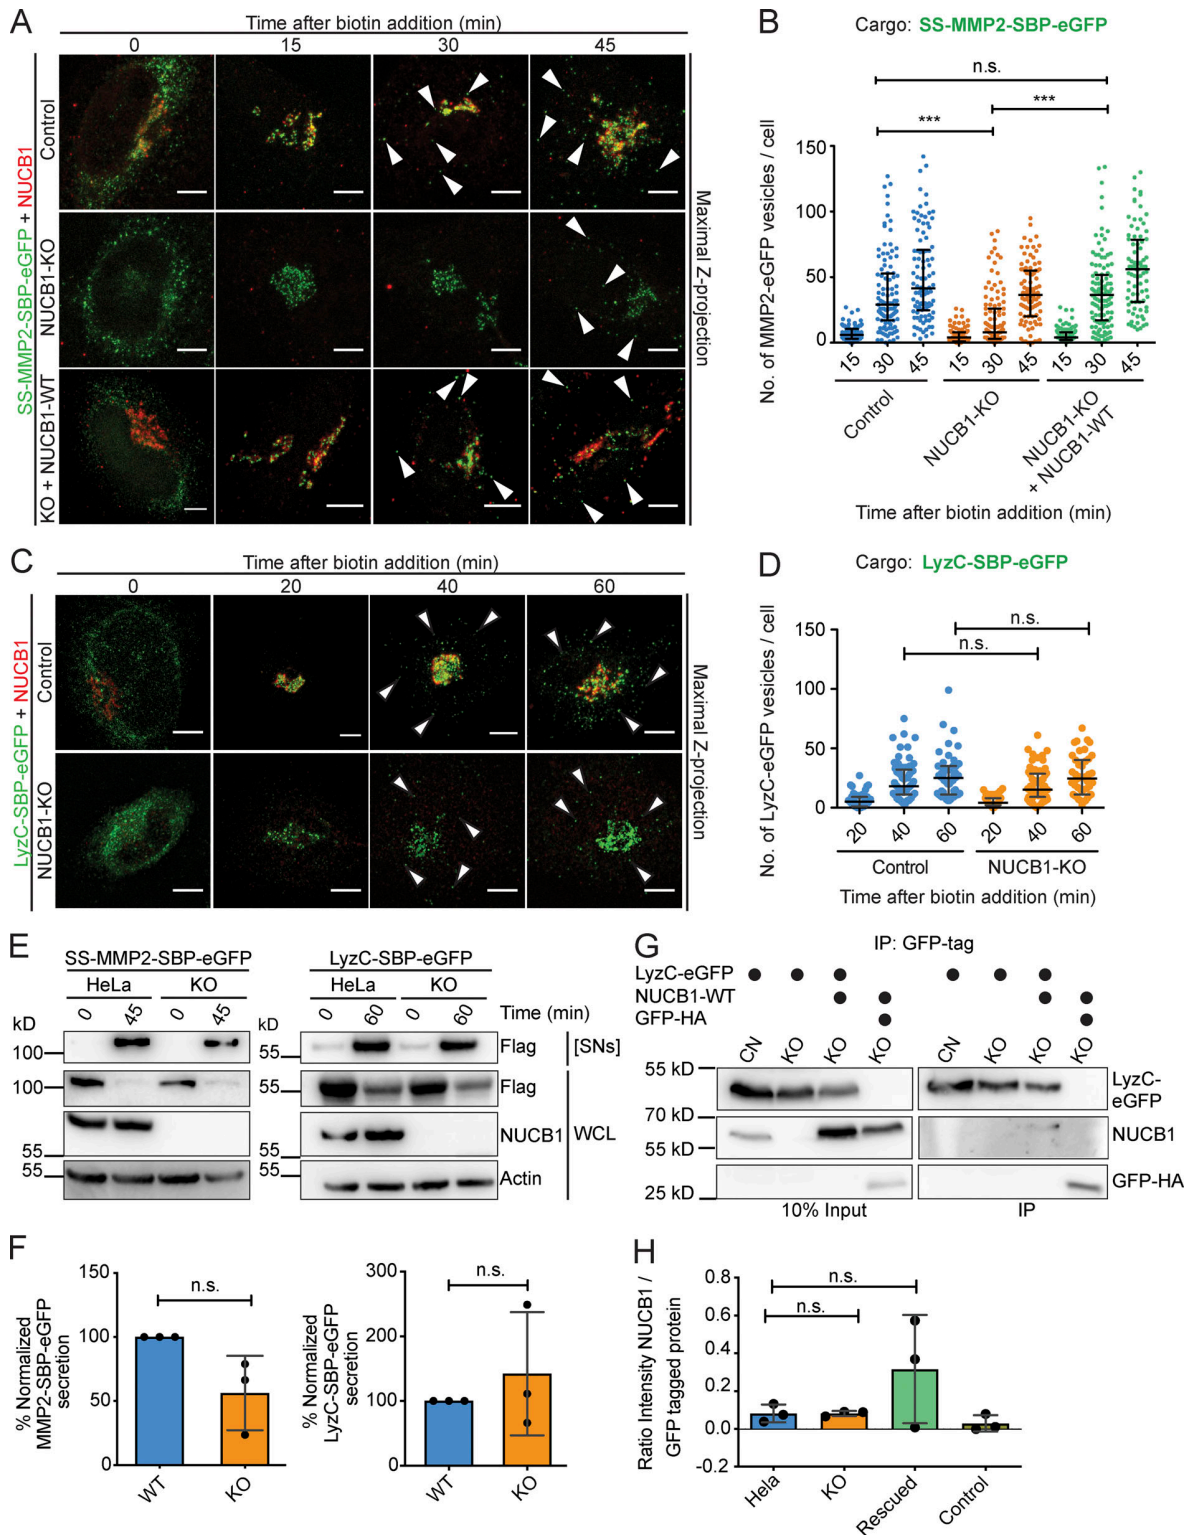 A
Time after biotin addition (min)
0 15 30 45
SS-MMP2-SBP-eGFP + NUCB1
Control
NUCB1-KO
KO + NUCB1-WT
Maximal Z-projection
B
Cargo: SS-MMP2-SBP-eGFP
n.s.
***
***
No. of MMP2-eGFP vesicles / cell
150
100
50
0
15 30 45 15 30 45 15 30 45
Control
NUCB1-KO
NUCB1-KO
+ NUCB1-WT
Time after biotin addition (min)
C
Time after biotin addition (min)
0 20 40 60
LyzC-SBP-eGFP + NUCB1
Control
NUCB1-KO
Maximal Z-projection
D
Cargo: LyzC-SBP-eGFP
n.s.
n.s.
No. of LyzC-eGFP vesicles / cell
150
100
50
0
20 40 60 20 40 60
Control NUCB1-KO
Time after biotin addition (min)
E
SS-MMP2-SBP-eGFP LyzC-SBP-eGFP
HeLa KO HeLa KO
0 45 0 45 0 60 0 60 Time (min)
kD kD
100 55 Flag [SNs]
100 55 Flag
NUCB1 WCL
55 55
55 55 Actin
F
% Normalized
MMP2-SBP-eGFP
secretion
150
100
50
0
n.s.
WT KO
% Normalized
LyzC-SBP-eGFP
secretion
300
200
100
0
n.s.
WT KO
G
IP: GFP-tag
LyzC-eGFP
NUCB1-WT
GFP-HA
CN KO KO KO CN KO KO KO
55 kD
LyzC-
eGFP
70 kD
NUCB1
55 kD
GFP-HA
25 kD
10% Input IP
H
Ratio Intensity NUCB1 /
GFP tagged protein
0.8
0.6
0.4
0.2
0.0
-0.2
n.s.
n.s.
Hela KO Rescued Control